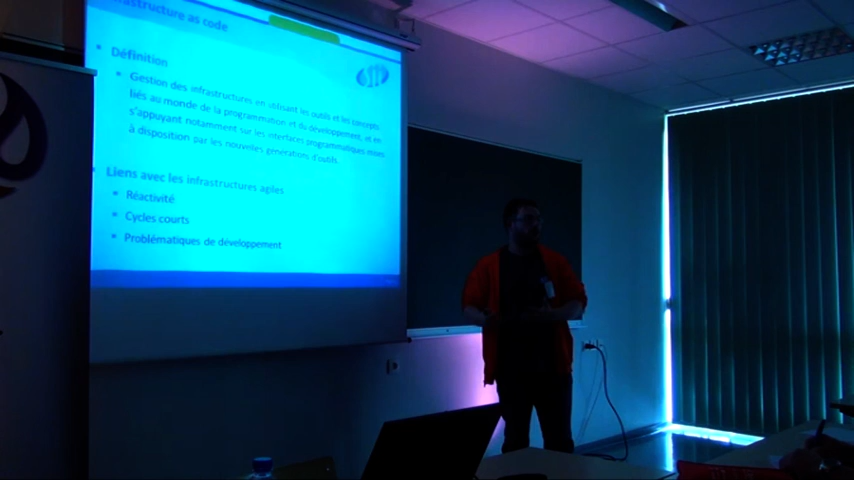 Infrastructure as code
Définition
Gestion des infrastructures en utilisant les outils et les concepts
liés au monde de la programmation et du développement, et en
s'appuyant notamment sur les interfaces programmatiques mises
à disposition par les nouvelles générations d'outils.
Liens avec les infrastructures agiles
Réactivité
Cycles courts
Problématiques de développement